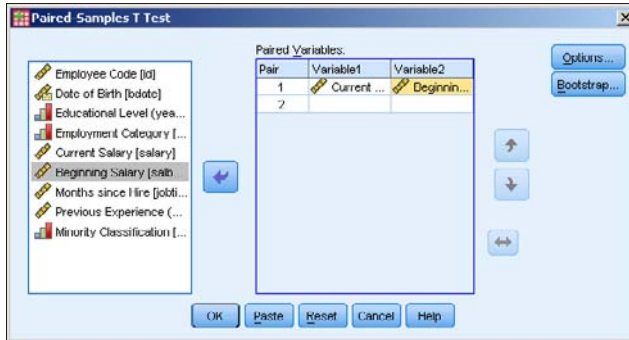 Paired-Samples T Test
Employee Code [id]
Date of Birth [bdate]
Educational Level (yea...
Employment Category [...
Current Salary [salary]
Beginning Salary [salb...
Months since Hire [jobti...
Previous Experience (...
Minority Classification [...
Paired Variables:
Pair Variable1 Variable2
1 Current ... Beginnin...
2
Options...
Bootstrap...
OK Paste Reset Cancel Help